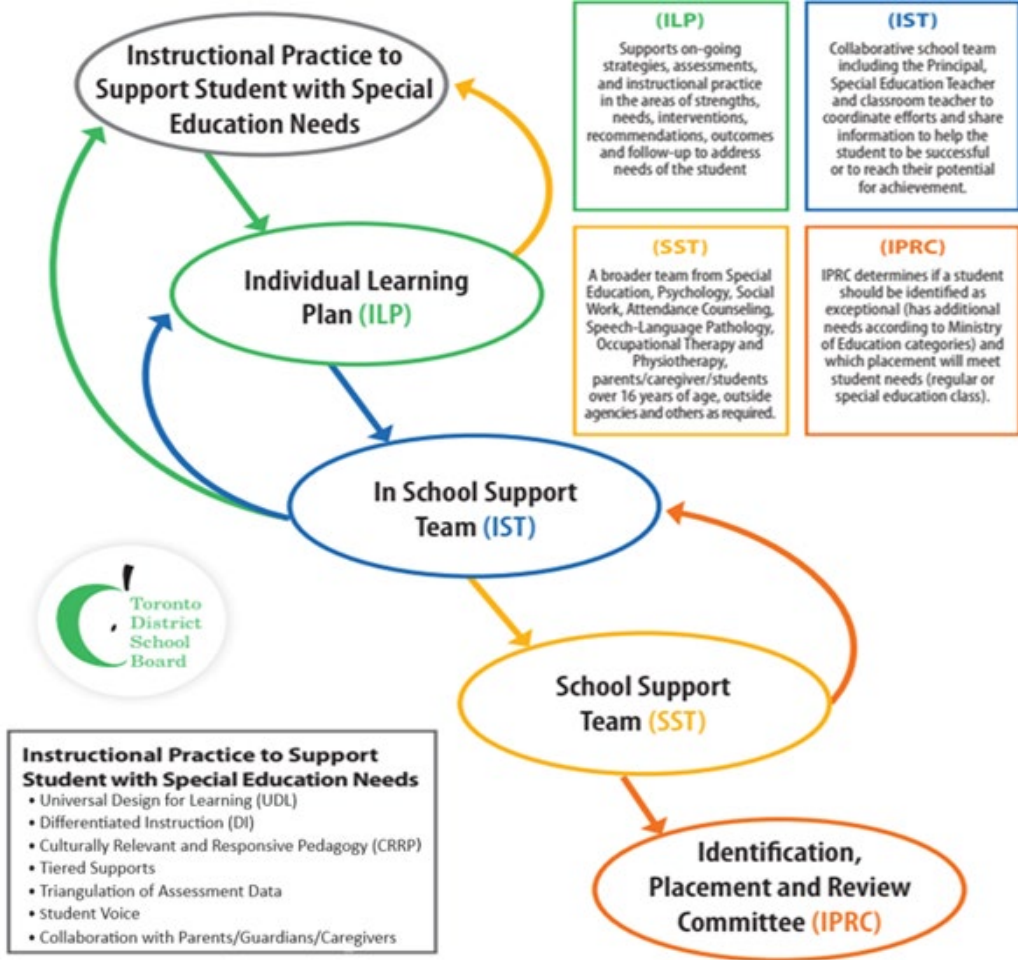 Instructional Practice to
Support Student with Special
Education Needs
Individual Learning
Plan (ILP)
In School Support
Team (IST)
School Support
Team (SST)
Identification,
Placement and Review
Committee (IPRC)
(ILP)
Supports on-going
strategies, assessments,
and instructional practice
in the areas of strengths,
needs, interventions,
recommendations, outcomes
and follow-up to address
needs of the student
(IST)
Collaborative school team
including the Principal,
Special Education Teacher
and classroom teacher to
coordinate efforts and share
information to help the
student to be successful
or to reach their potential
for achievement.
(SST)
A broader team from Special
Education, Psychology, Social
Work, Attendance Counseling,
Speech-Language Pathology,
Occupational Therapy and
Physiotherapy,
parents/caregiver/students
over 16 years of age, outside
agencies and others as required.
(IPRC)
IPRC determines if a student
should be identified as
exceptional (has additional
needs according to Ministry
of Education categories) and
which placement will meet
student needs (regular or
special education class).
Toronto
District
School
Board
Instructional Practice to Support
Student with Special Education Needs
• Universal Design for Learning (UDL)
• Differentiated Instruction (DI)
• Culturally Relevant and Responsive Pedagogy (CRRP)
• Tiered Supports
• Triangulation of Assessment Data
• Student Voice
• Collaboration with Parents/Guardians/Caregivers